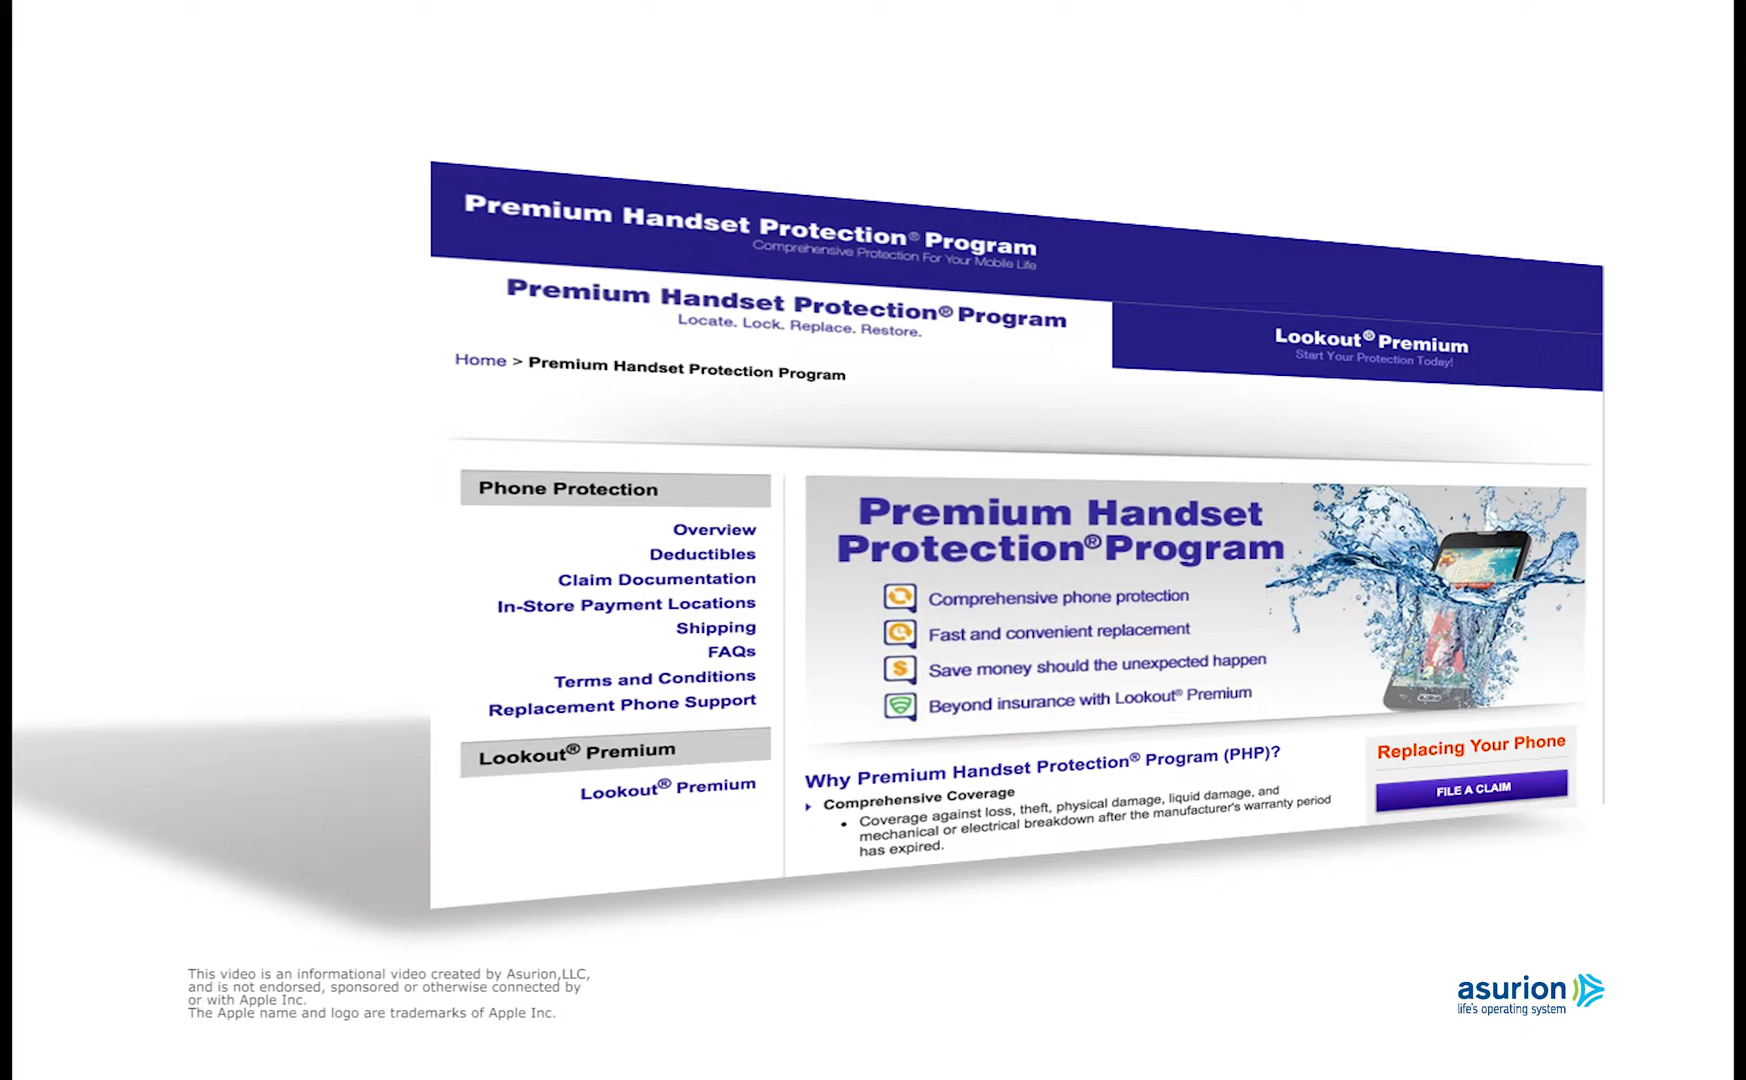 Premium Handset Protection® Program
Comprehensive Protection For Your Mobile Life
Premium Handset Protection® Program
Locate. Lock. Replace. Restore.
Lookout® Premium
Start Your Protection Today!
Home > Premium Handset Protection Program
Phone Protection
Overview
Deductibles
Claim Documentation
In-Store Payment Locations
Shipping
FAQs
Terms and Conditions
Replacement Phone Support
Lookout® Premium
Lookout® Premium
Premium Handset
Protection® Program
Comprehensive phone protection
Fast and convenient replacement
Save money should the unexpected happen
Beyond insurance with Lookout® Premium
Why Premium Handset Protection® Program (PHP)?
Comprehensive Coverage
• Coverage against loss, theft, physical damage, liquid damage, and
mechanical or electrical breakdown after the manufacturer's warranty period
has expired.
Replacing Your Phone
FILE A CLAIM
This video is an informational video created by Asurion,LLC,
and is not endorsed, sponsored or otherwise connected by
or with Apple Inc.
The Apple name and logo are trademarks of Apple Inc.
asurion
life's operating system